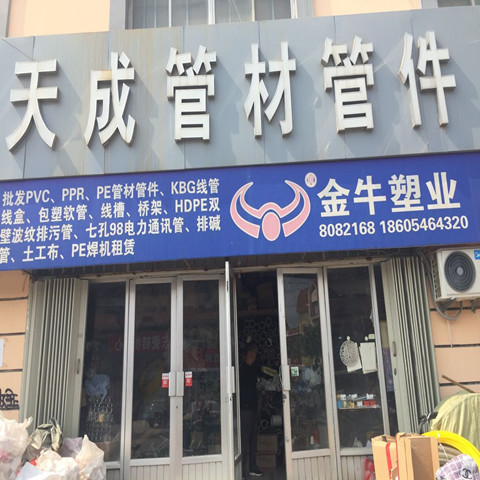 天成管材管件
批发PVC、PPR、PE管材管件、KBG线管
线盒、包塑软管、线槽、桥架、HDPE双
壁波纹排污管、七孔98电力通讯管、排碱
管、土工布、PE焊机租赁
金牛塑业
8082168 18605464320